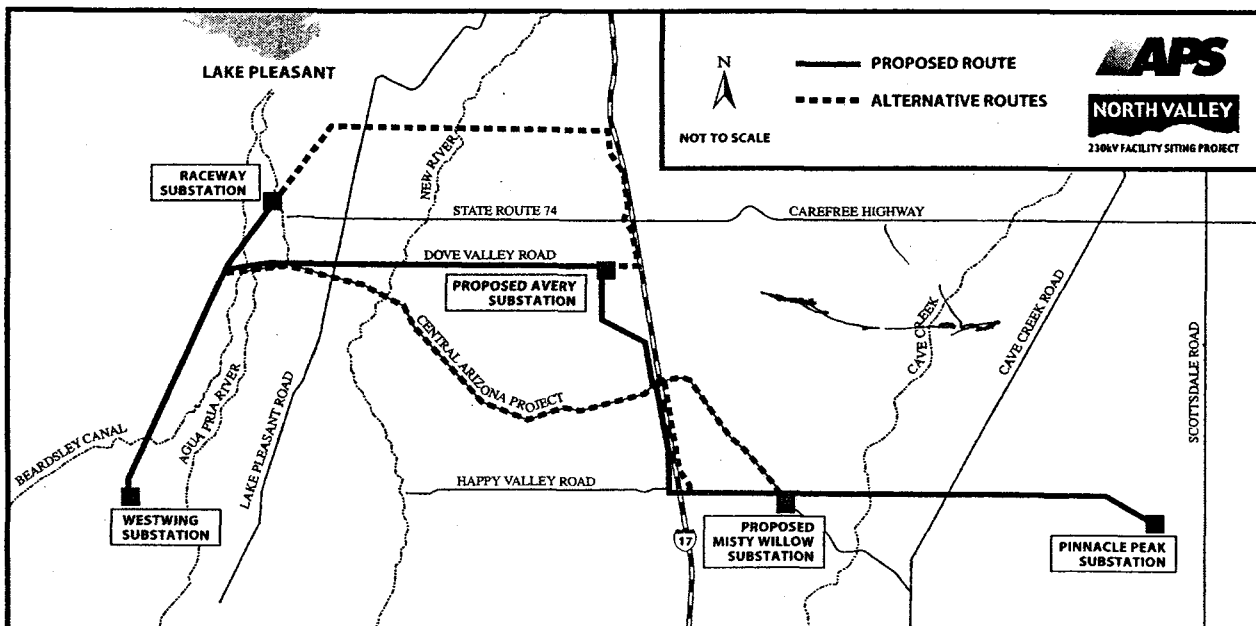 LAKE PLEASANT
N
NOT TO SCALE
PROPOSED ROUTE
ALTERNATIVE ROUTES
APS
NORTH VALLEY
230kV FACILITY SITING PROJECT
RACEWAY
SUBSTATION
NEW RIVER
STATE ROUTE 74
CAREFREE HIGHWAY
DOVE VALLEY ROAD
PROPOSED AVERY
SUBSTATION
CENTRAL ARIZONA PROJECT
CAVE CREEK
CAVE CREEK ROAD
SCOTTSDALE ROAD
BEARDSLEY CANAL
AGUA FRIA RIVER
LAKE PLEASANT ROAD
HAPPY VALLEY ROAD
WESTWING
SUBSTATION
17
PROPOSED
MISTY WILLOW
SUBSTATION
PINNACLE PEAK
SUBSTATION